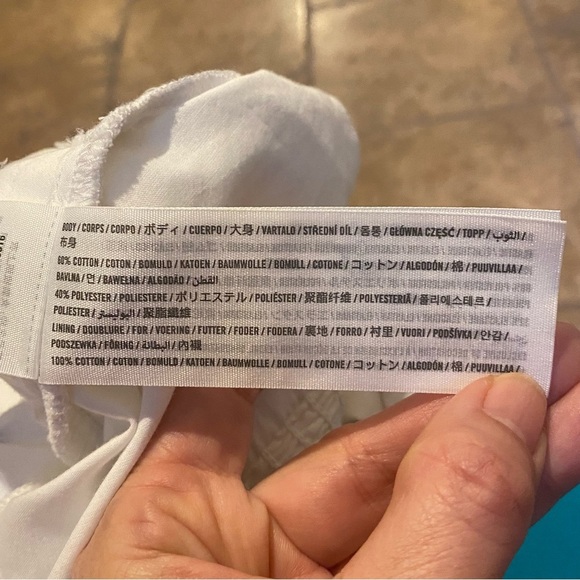 BODY / CORPS / CORPO / ボディ / CUERPO / 大身 / VARTALO / STŘEDNÍ DÍL / 몸통 / GŁÓWNA CZĘŚĆ / TOPP / الثوب /
布身
60% COTTON / COTON / BOMULD / KATOEN / BAUMWOLLE / BOMULL / COTONE / コットン / ALGODÓN / 棉 / PUUVILLAA /
BAVLNA / 면 / BAWEŁNA / ALGODÃO / القطن /
40% POLYESTER / POLIESTERE / ポリエステル / POLIÉSTER / 聚酯纤维 / POLYESTERIÄ / 폴리에스테르 /
POLIESTER / البوليستر / 聚酯纖維
LINING / DOUBLURE / FOR / VOERING / FUTTER / FODER / FODERA / 裏地 / FORRO / 衬里 / VUORI / PODŠÍVKA / 안감 /
PODSZEWKA / FÔRING / البطانة / 內襯
100% COTTON / COTON / BOMULD / KATOEN / BAUMWOLLE / BOMULL / COTONE / コットン / ALGODÓN / 棉 / PUUVILLAA /